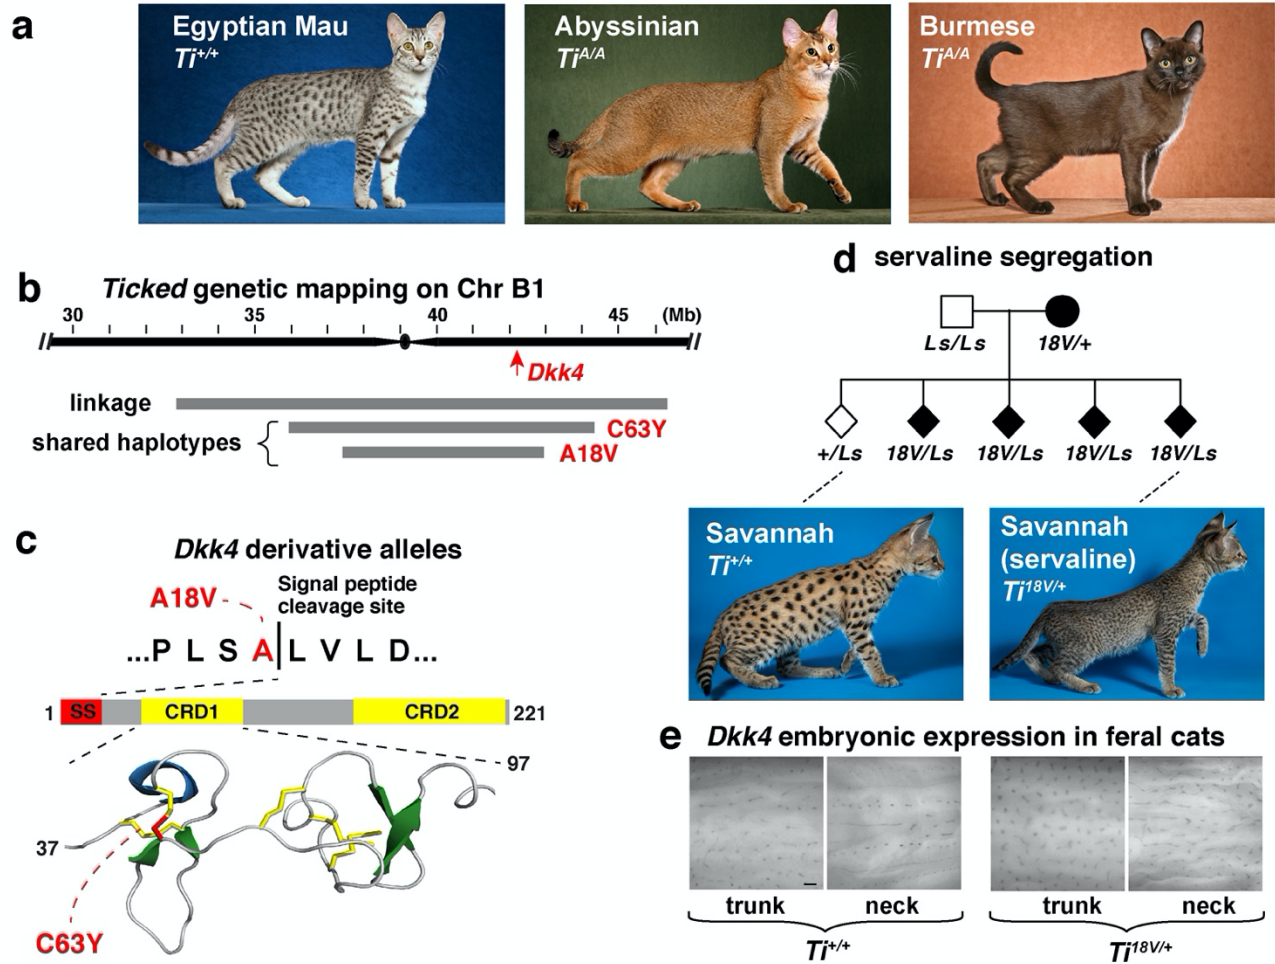 a
Egyptian Mau
Ti+/+
Abyssinian
TiA/A
Burmese
TiA/A
b
Ticked genetic mapping on Chr B1
30 35 40 45 (Mb)
Dkk4
linkage
shared haplotypes
C63Y
A18V
c
Dkk4 derivative alleles
A18V
Signal peptide
cleavage site
...P L S A L V L D...
1 SS CRD1 CRD2 221
97
37
C63Y
d
servaline segregation
Ls/Ls 18V/+
+/Ls 18V/Ls 18V/Ls 18V/Ls 18V/Ls
Savannah
Ti+/+
Savannah
(servaline)
Ti18V/+
e
Dkk4 embryonic expression in feral cats
trunk neck trunk neck
Ti+/+ Ti18V/+